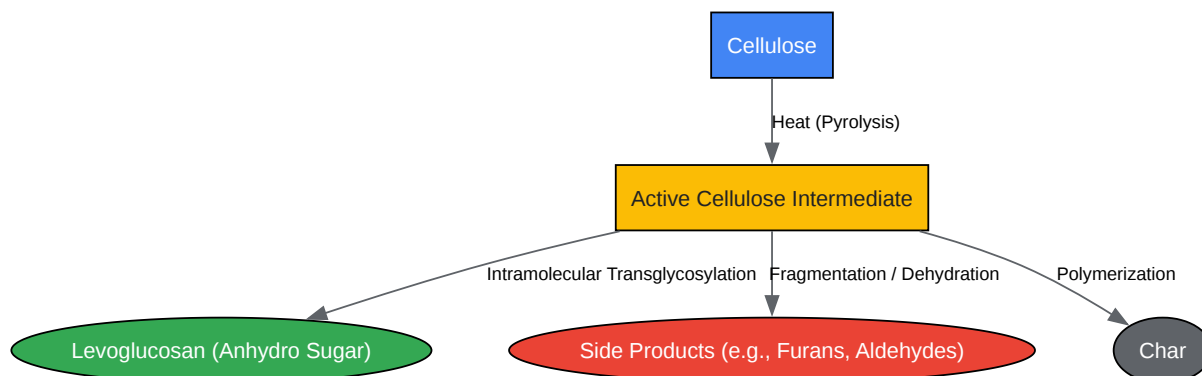 Cellulose
Heat (Pyrolysis)
Active Cellulose Intermediate
Intramolecular Transglycosylation
Fragmentation / Dehydration
Polymerization
Levoglucosan (Anhydro Sugar)
Side Products (e.g., Furans, Aldehydes)
Char